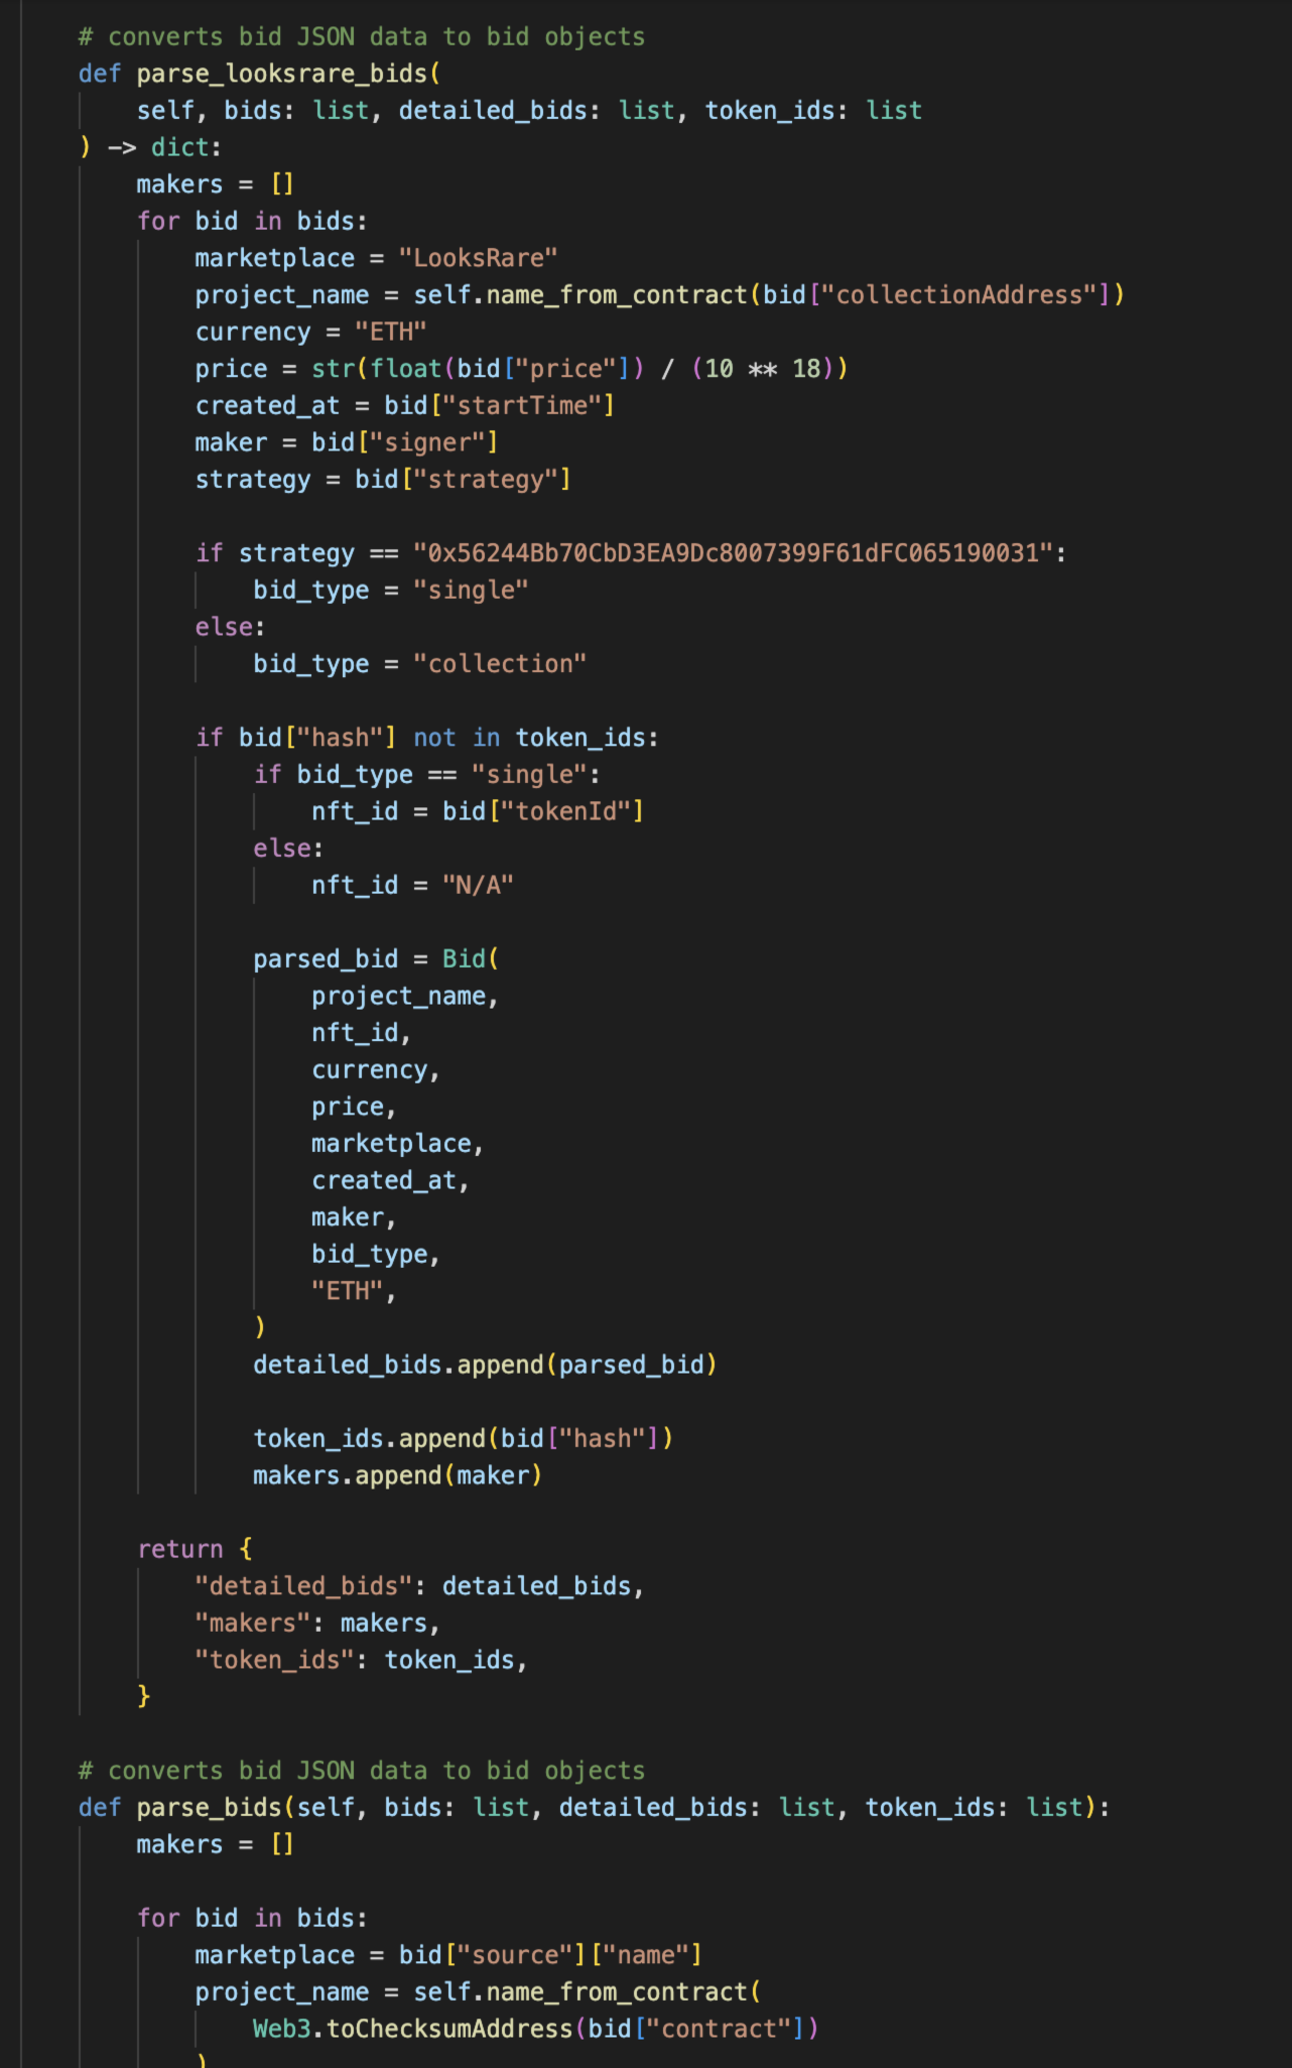 # converts bid JSON data to bid objects
def parse_looksrare_bids(
    self, bids: list, detailed_bids: list, token_ids: list
) -> dict:
    makers = []
    for bid in bids:
        marketplace = "LooksRare"
        project_name = self.name_from_contract(bid["collectionAddress"])
        currency = "ETH"
        price = str(float(bid["price"]) / (10 ** 18))
        created_at = bid["startTime"]
        maker = bid["signer"]
        strategy = bid["strategy"]

        if strategy == "0x56244Bb70CbD3EA9Dc8007399F61dFC065190031":
            bid_type = "single"
        else:
            bid_type = "collection"

        if bid["hash"] not in token_ids:
            if bid_type == "single":
                nft_id = bid["tokenId"]
            else:
                nft_id = "N/A"

            parsed_bid = Bid(
                project_name,
                nft_id,
                currency,
                price,
                marketplace,
                created_at,
                maker,
                bid_type,
                "ETH",
            )
            detailed_bids.append(parsed_bid)

            token_ids.append(bid["hash"])
            makers.append(maker)

    return {
        "detailed_bids": detailed_bids,
        "makers": makers,
        "token_ids": token_ids,
    }

# converts bid JSON data to bid objects
def parse_bids(self, bids: list, detailed_bids: list, token_ids: list):
    makers = []

    for bid in bids:
        marketplace = bid["source"]["name"]
        project_name = self.name_from_contract(
            Web3.toChecksumAddress(bid["contract"])
        )